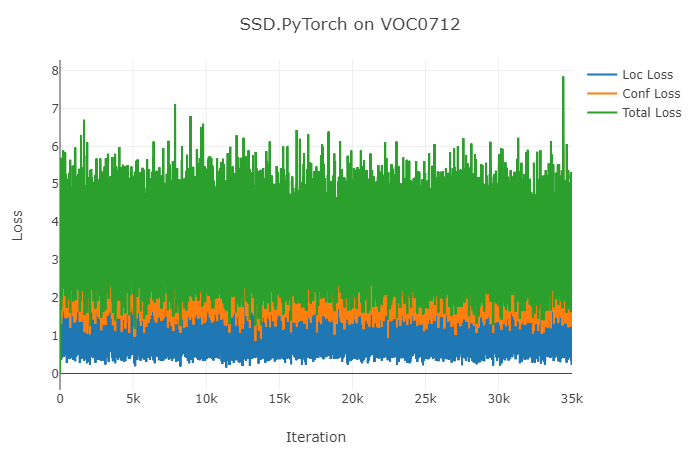 SSD.PyTorch on VOC0712
Loc Loss
Conf Loss
Total Loss
Loss
8
7
6
5
4
3
2
1
0
0
5k
10k
15k
20k
25k
30k
35k
Iteration